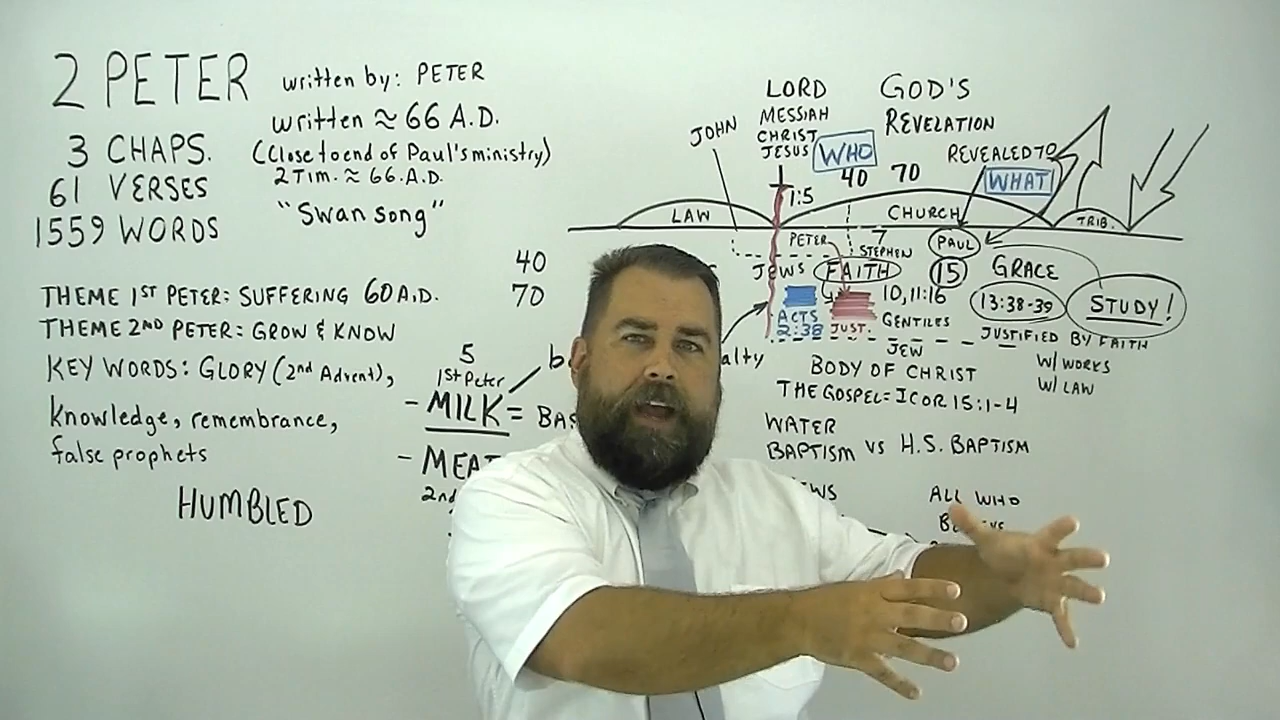 2 PETER
written by: PETER
written ≈ 66 A.D.
(Close to end of Paul's ministry)
2 Tim. ≈ 66 A.D.
"Swan song"
3 CHAPS.
61 VERSES
1559 WORDS
THEME 1ST PETER: SUFFERING 60 A.D.
THEME 2ND PETER: GROW & KNOW
KEY WORDS: GLORY (2nd Advent),
knowledge, remembrance,
false prophets
HUMBLED
40
70
5
1st Peter
- MILK =
- MEAT
JOHN
LORD
MESSIAH
CHRIST
JESUS
WHO
GOD'S
REVELATION
REVEALED TO
WHAT
40
70
1:5
LAW
CHURCH
TRIB.
PETER
7
STEPHEN
PAUL
JEWS
FAITH
15
GRACE
ACTS
2:38
JUST.
10, 11:16
GENTILES
13:38-39
STUDY!
JUSTIFIED BY FAITH
W/ WORKS
W/ LAW
JEW
BODY OF CHRIST
THE GOSPEL = I COR 15:1-4
WATER
BAPTISM VS H.S. BAPTISM
ALL WHO